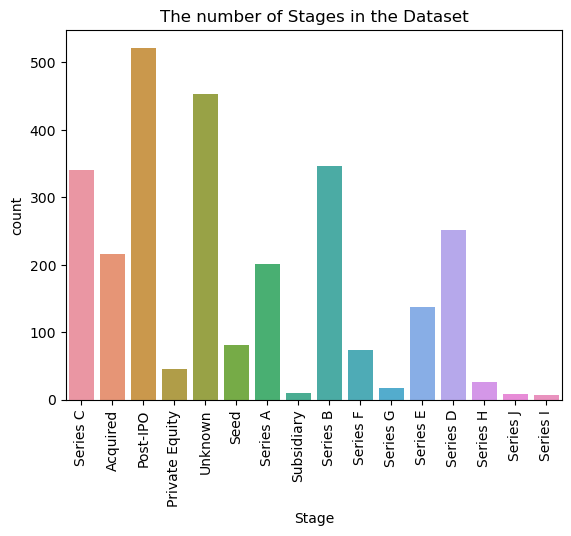 The number of Stages in the Dataset
count
500
400
300
200
100
0
Series C
Acquired
Post-IPO
Private Equity
Unknown
Seed
Series A
Subsidiary
Series B
Series F
Series G
Series E
Series D
Series H
Series J
Series I
Stage